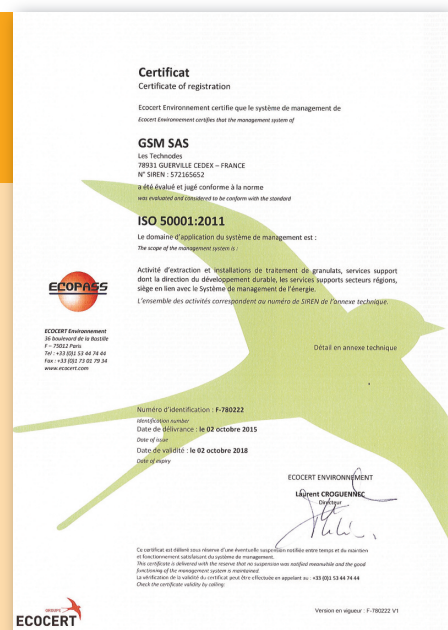 Certificat
Certificate of registration
Ecocert Environnement certifie que le système de management de
Ecocert Environnement certifies that the management system of
GSM SAS
Les Technodes
78931 GUERVILLE CEDEX – FRANCE
N° SIREN : 572165652
a été évalué et jugé conforme à la norme
was evaluated and considered to be conform with the standard
ISO 50001:2011
Le domaine d'application du système de management est :
The scope of the management system is :
Activité d'extraction et installations de traitement de granulats, services support
dont la direction du développement durable, les services supports secteurs régions,
siège en lien avec le Système de management de l'énergie.
L'ensemble des activités correspondent au numéro de SIREN de l'annexe technique.
ECOPASS
ECOCERT Environnement
36 boulevard de la Bastille
F – 75012 Paris
Tel : +33 (0)1 53 44 74 44
Fax : +33 (0)1 73 01 79 34
www.ecocert.com
Détail en annexe technique
Numéro d'identification : F-780222
Identification number
Date de délivrance : le 02 octobre 2015
Date of issue
Date de validité : le 02 octobre 2018
Date of expiry
ECOCERT ENVIRONNEMENT
Laurent CROGUENNEC
Directeur
Ce certificat est délivré sous réserve d'une éventuelle suspension notifiée entre temps et du maintien
et fonctionnement satisfaisant du système de management.
This certificate is delivered with the reserve that no suspension was notified meanwhile and the good
functioning of the management system is maintained.
La vérification de la validité du certificat peut être effectuée en appelant au : +33 (0)1 53 44 74 44
Check the certificate validity by calling:
GROUPE
ECOCERT
Version en vigueur : F-780222 V1